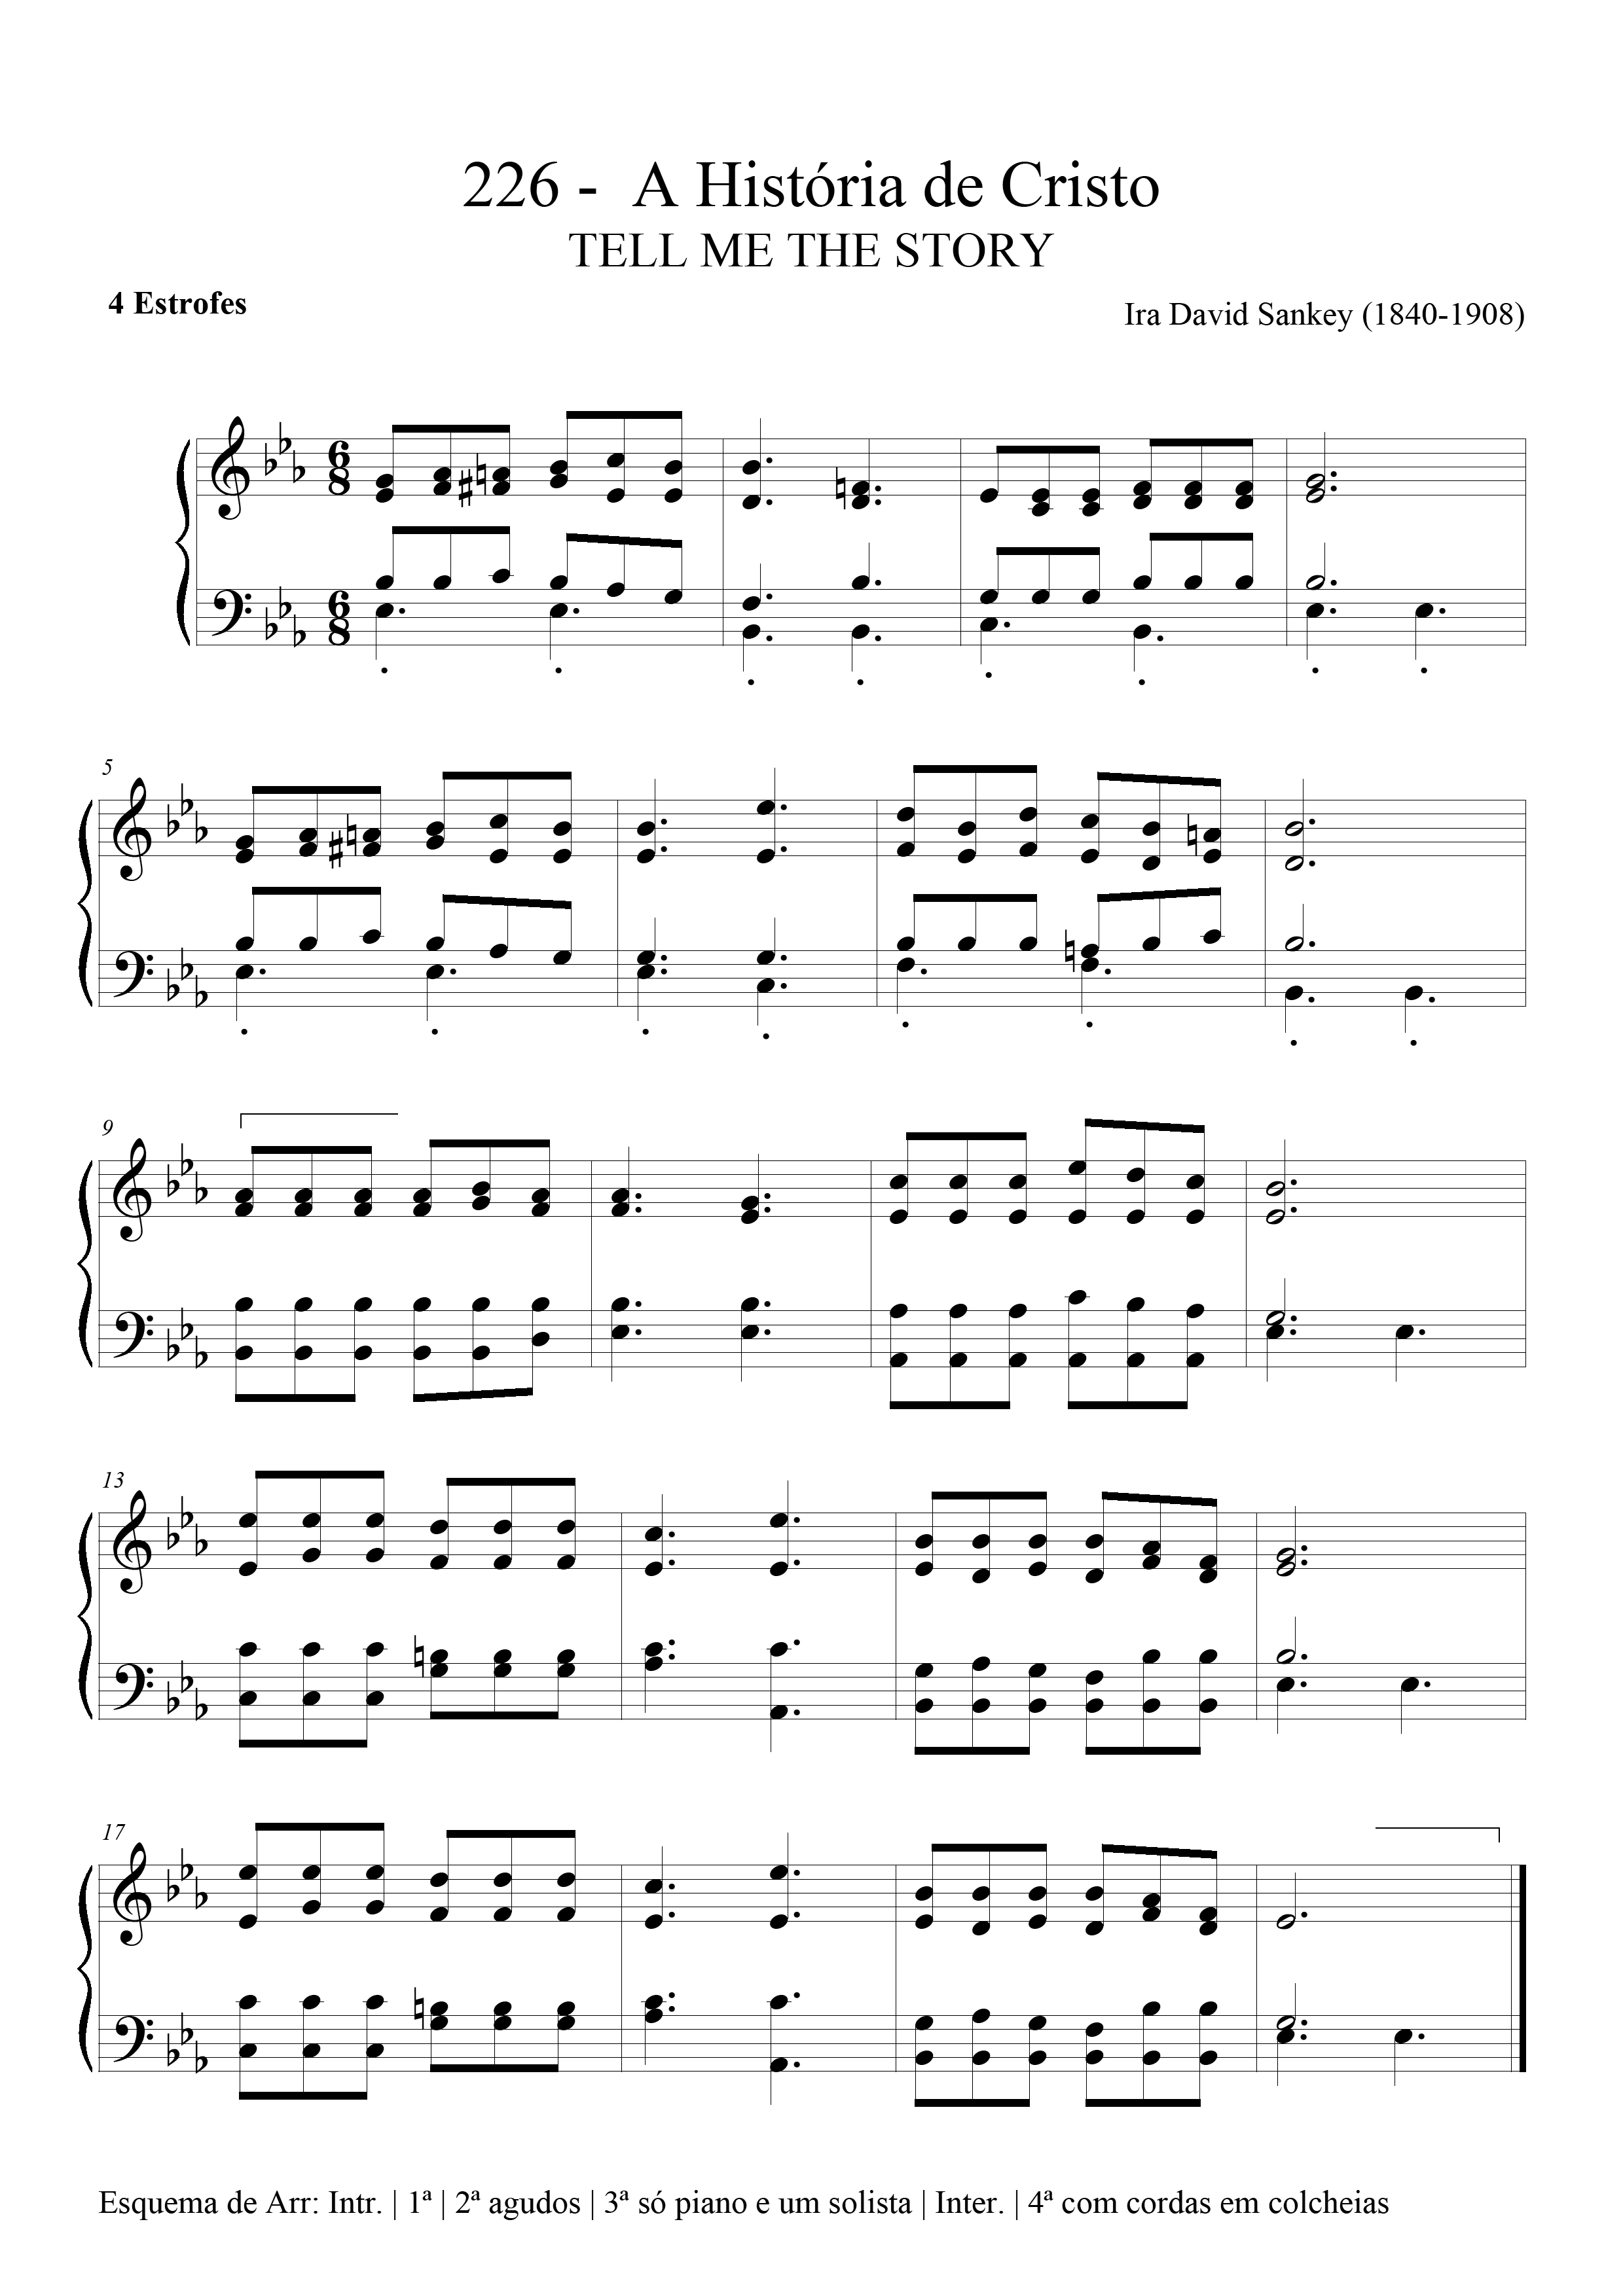 226 - A História de Cristo
TELL ME THE STORY
4 Estrofes
Ira David Sankey (1840-1908)
6
8
6
8
5
9
13
17
Esquema de Arr: Intr. | 1ª | 2ª agudos | 3ª só piano e um solista | Inter. | 4ª com cordas em colcheias